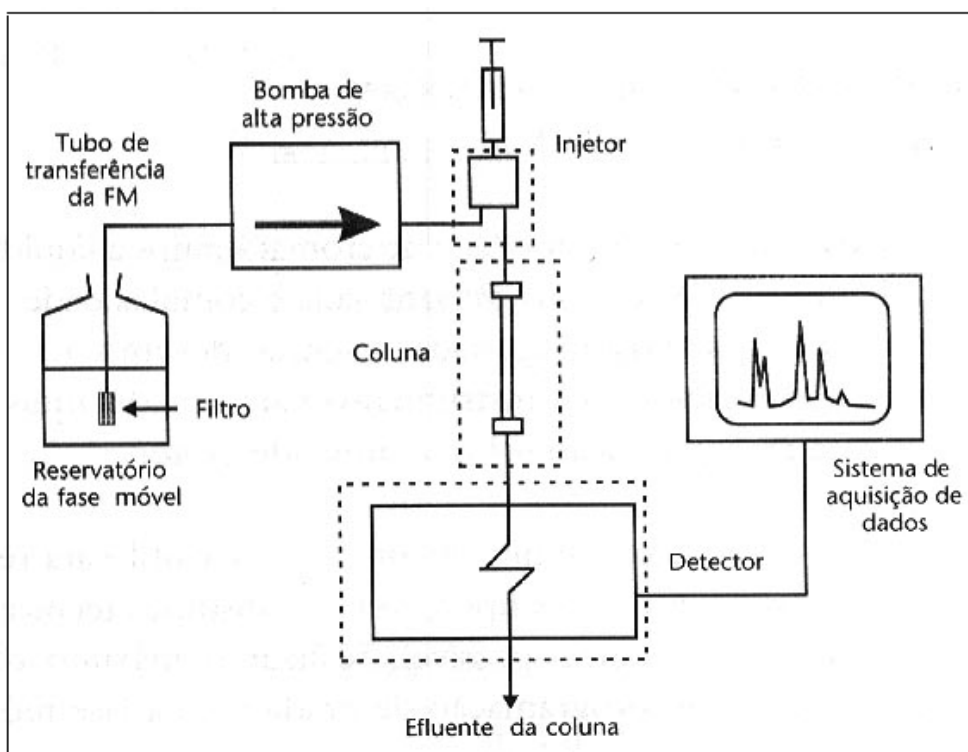 Bomba de
alta pressão
Tubo de
transferência
da FM
Injetor
Coluna
Filtro
Reservatório
da fase móvel
Sistema de
aquisição de
dados
Detector
Efluente da coluna